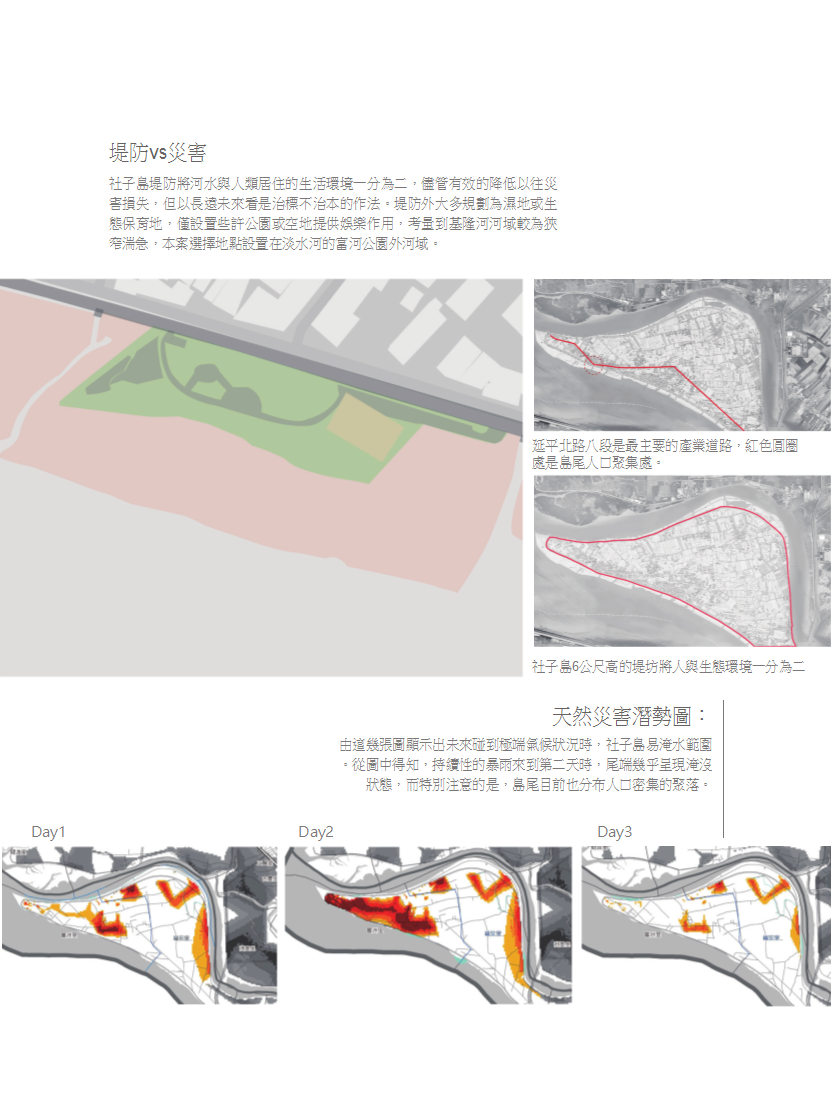 堤防vs災害
社子島堤防將河水與人類居住的生活環境一分為二，儘管有效的降低以往災
害損失，但以長遠未來看是治標不治本的作法。堤防外大多規劃為濕地或生
態保育地，僅設置些許公園或空地提供娛樂作用，考量到基隆河河域較為狹
窄湍急，本案選擇地點設置在淡水河的富河公園外河域。
延平北路八段是最主要的產業道路，紅色圓圈
處是島尾人口聚集處。
社子島6公尺高的堤坊將人與生態環境一分為二
天然災害潛勢圖：
由這幾張圖顯示出未來碰到極端氣候狀況時，社子島易淹水範圍
。從圖中得知，持續性的暴雨來到第二天時，尾端幾乎呈現淹沒
狀態，而特別注意的是，島尾目前也分布人口密集的聚落。
Day1
Day2
Day3